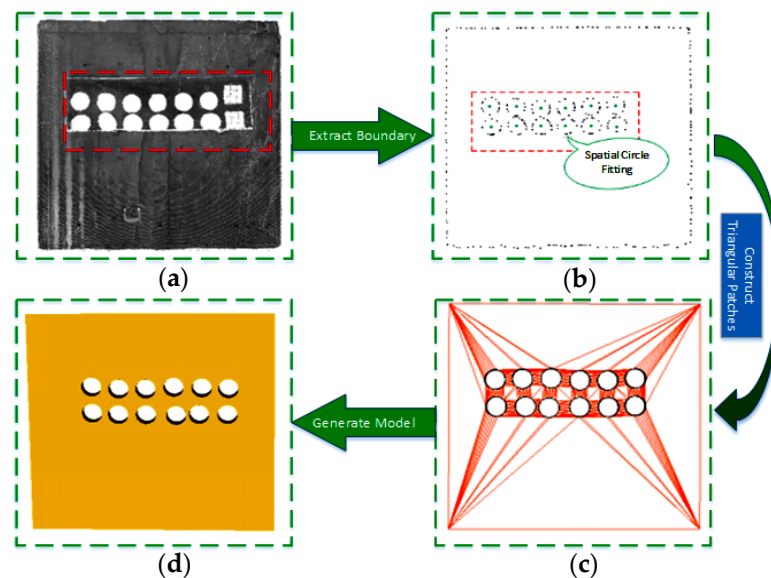 Extract Boundary
Spatial Circle
Fitting
(a)
(b)
Construct
Triangular Patches
Generate Model
(d)
(c)